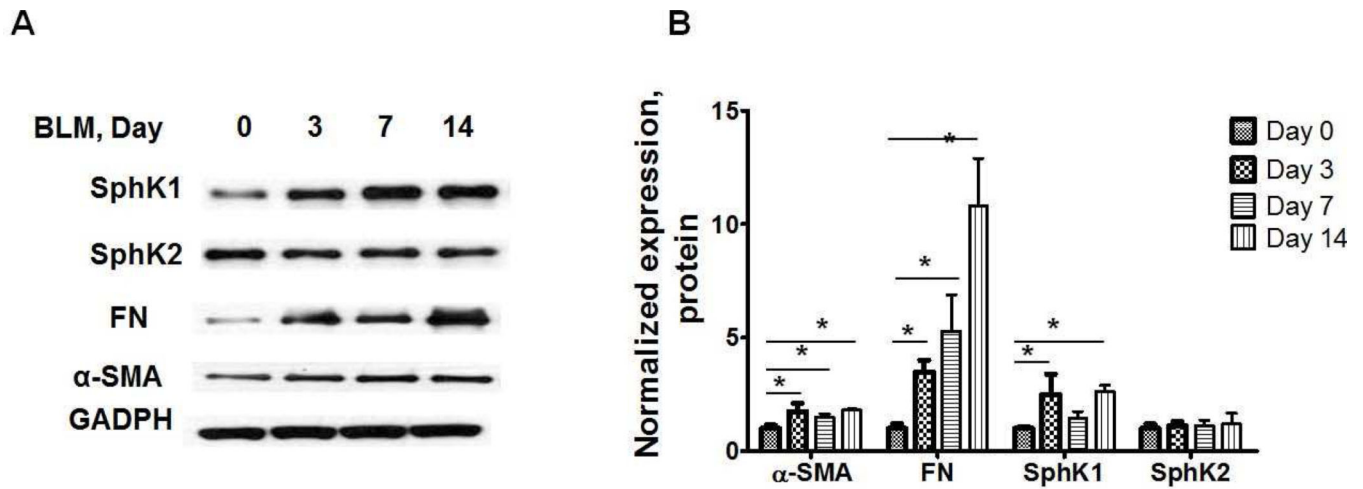 A
BLM, Day 0 3 7 14
SphK1
SphK2
FN
α-SMA
GADPH
B
Normalized expression,
protein
15
10
5
0
* * *
* * *
* *
α-SMA FN SphK1 SphK2
Day 0
Day 3
Day 7
Day 14